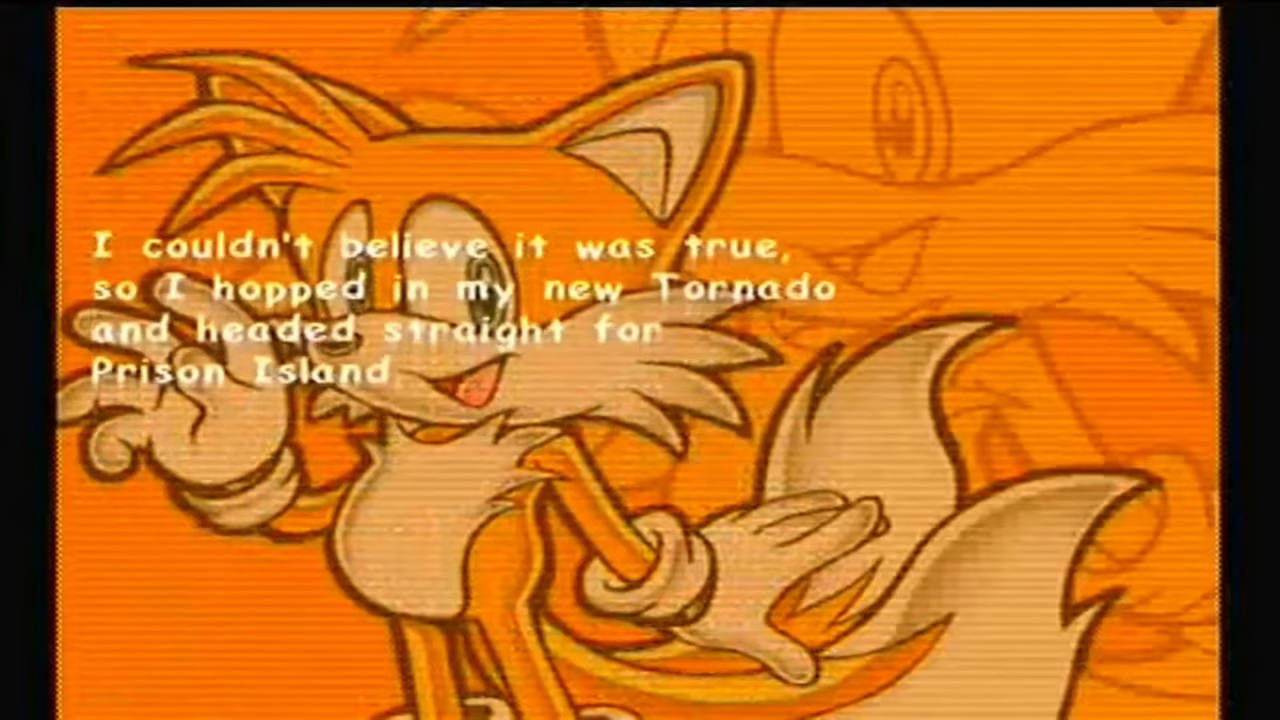 I couldn't believe it was true,
so I hopped in my new Tornado
and headed straight for
Prison Island